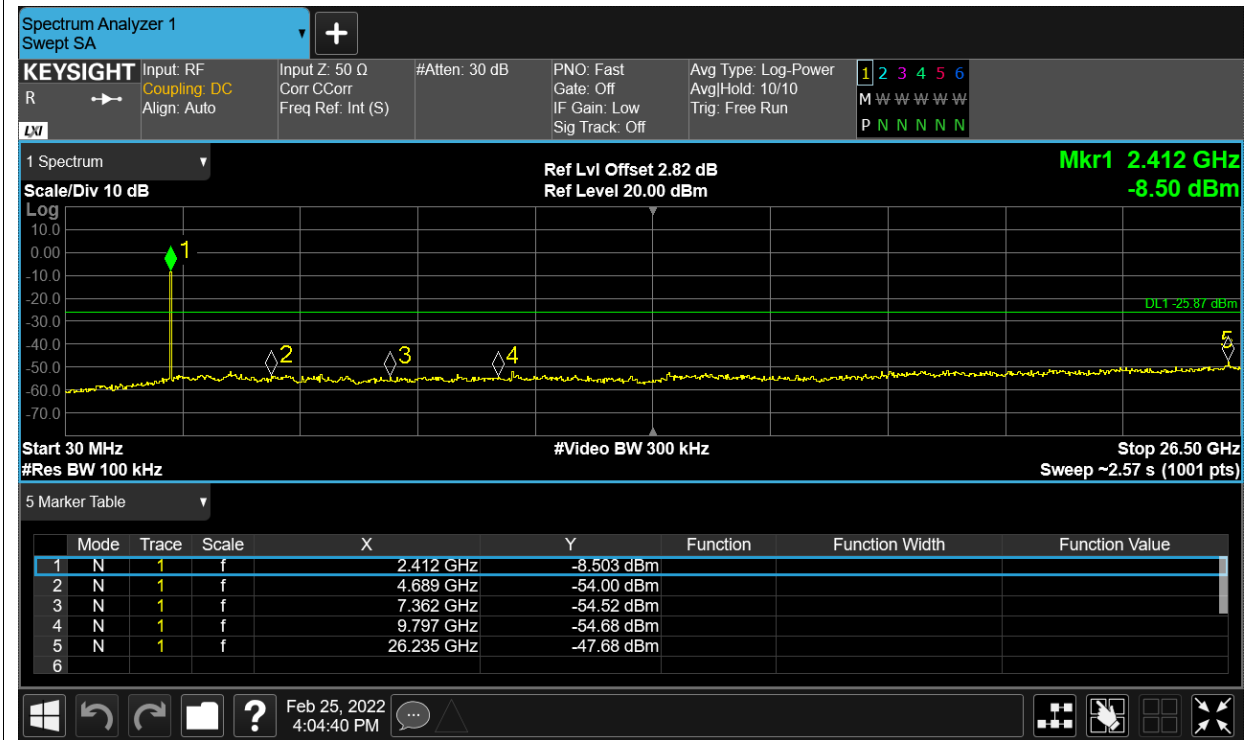 Spectrum Analyzer 1
Swept SA
+
KEYSIGHT Input: RF Input Z: 50 Ω #Atten: 30 dB PNO: Fast Avg Type: Log-Power 1 2 3 4 5 6
R Coupling: DC Corr CCorr Gate: Off Avg|Hold: 10/10 M W W W W W
Align: Auto Freq Ref: Int (S) IF Gain: Low Trig: Free Run
LXI Sig Track: Off P N N N N N
1 Spectrum
Ref Lvl Offset 2.82 dB Mkr1 2.412 GHz
Scale/Div 10 dB Ref Level 20.00 dBm -8.50 dBm
Log
10.0
0.00 1
-10.0
-20.0 DL1 -25.87 dBm
-30.0
-40.0 2 3 4 5
-50.0
-60.0
-70.0
Start 30 MHz #Video BW 300 kHz Stop 26.50 GHz
#Res BW 100 kHz Sweep ~2.57 s (1001 pts)
5 Marker Table
Mode Trace Scale X Y Function Function Width Function Value
1 N 1 f 2.412 GHz -8.503 dBm
2 N 1 f 4.689 GHz -54.00 dBm
3 N 1 f 7.362 GHz -54.52 dBm
4 N 1 f 9.797 GHz -54.68 dBm
5 N 1 f 26.235 GHz -47.68 dBm
6
? Feb 25, 2022
4:04:40 PM